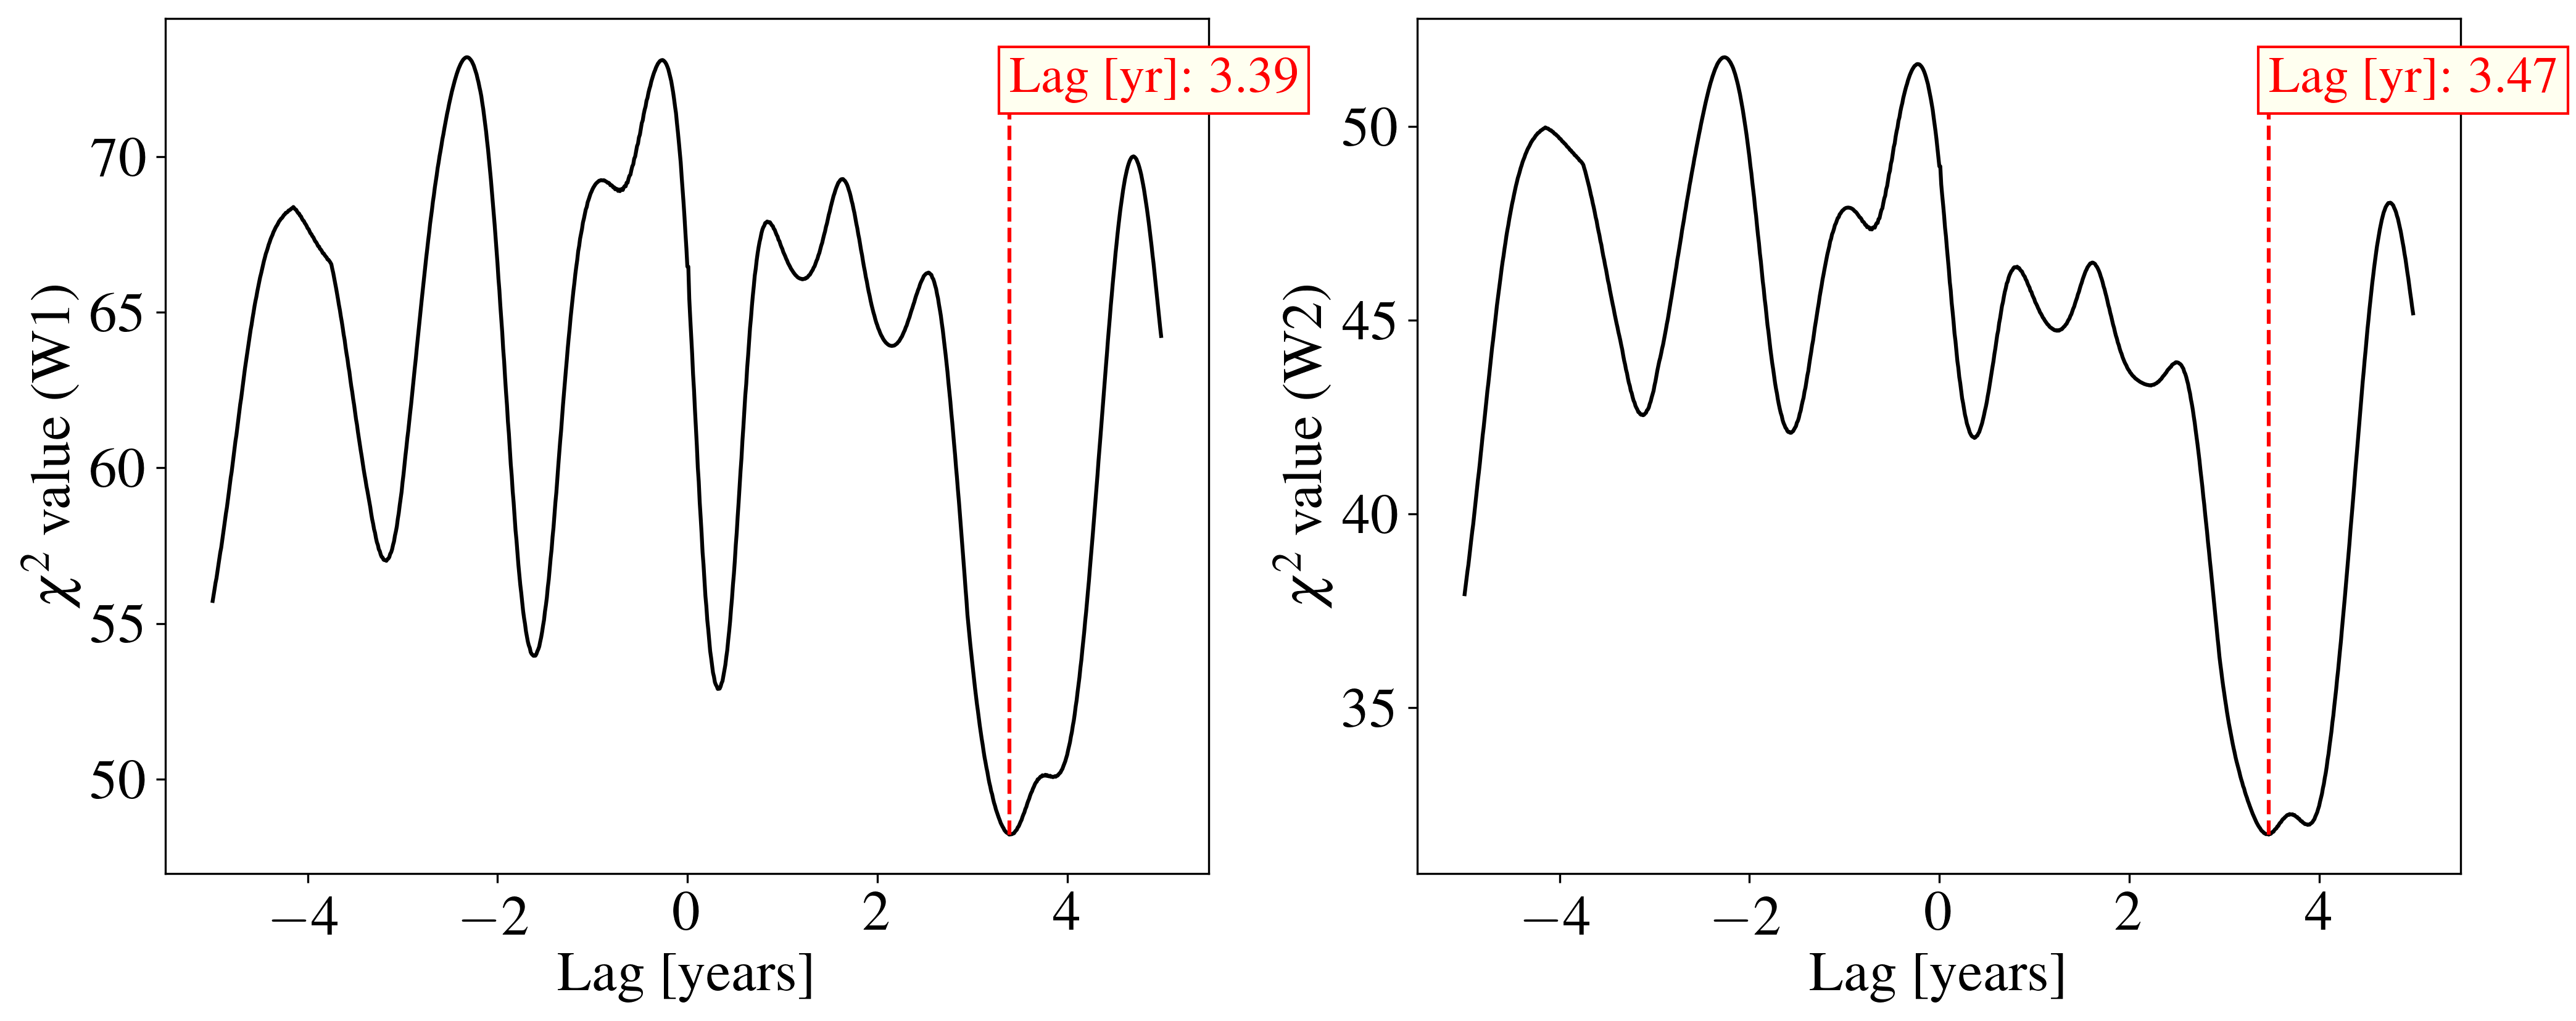 Lag [yr]: 3.39
70
65
60
55
50
χ² value (W1)
−4 −2 0 2 4
Lag [years]
Lag [yr]: 3.47
50
45
40
35
χ² value (W2)
−4 −2 0 2 4
Lag [years]